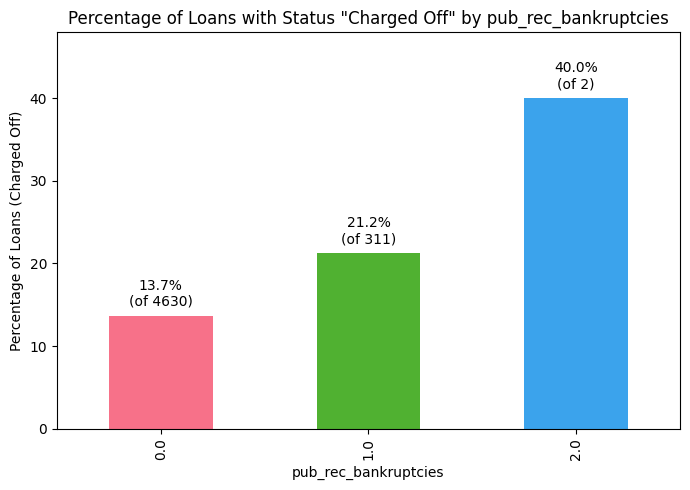 Percentage of Loans with Status "Charged Off" by pub_rec_bankruptcies
Percentage of Loans (Charged Off)
40
30
20
10
0
13.7%
(of 4630)
21.2%
(of 311)
40.0%
(of 2)
0.0
1.0
2.0
pub_rec_bankruptcies